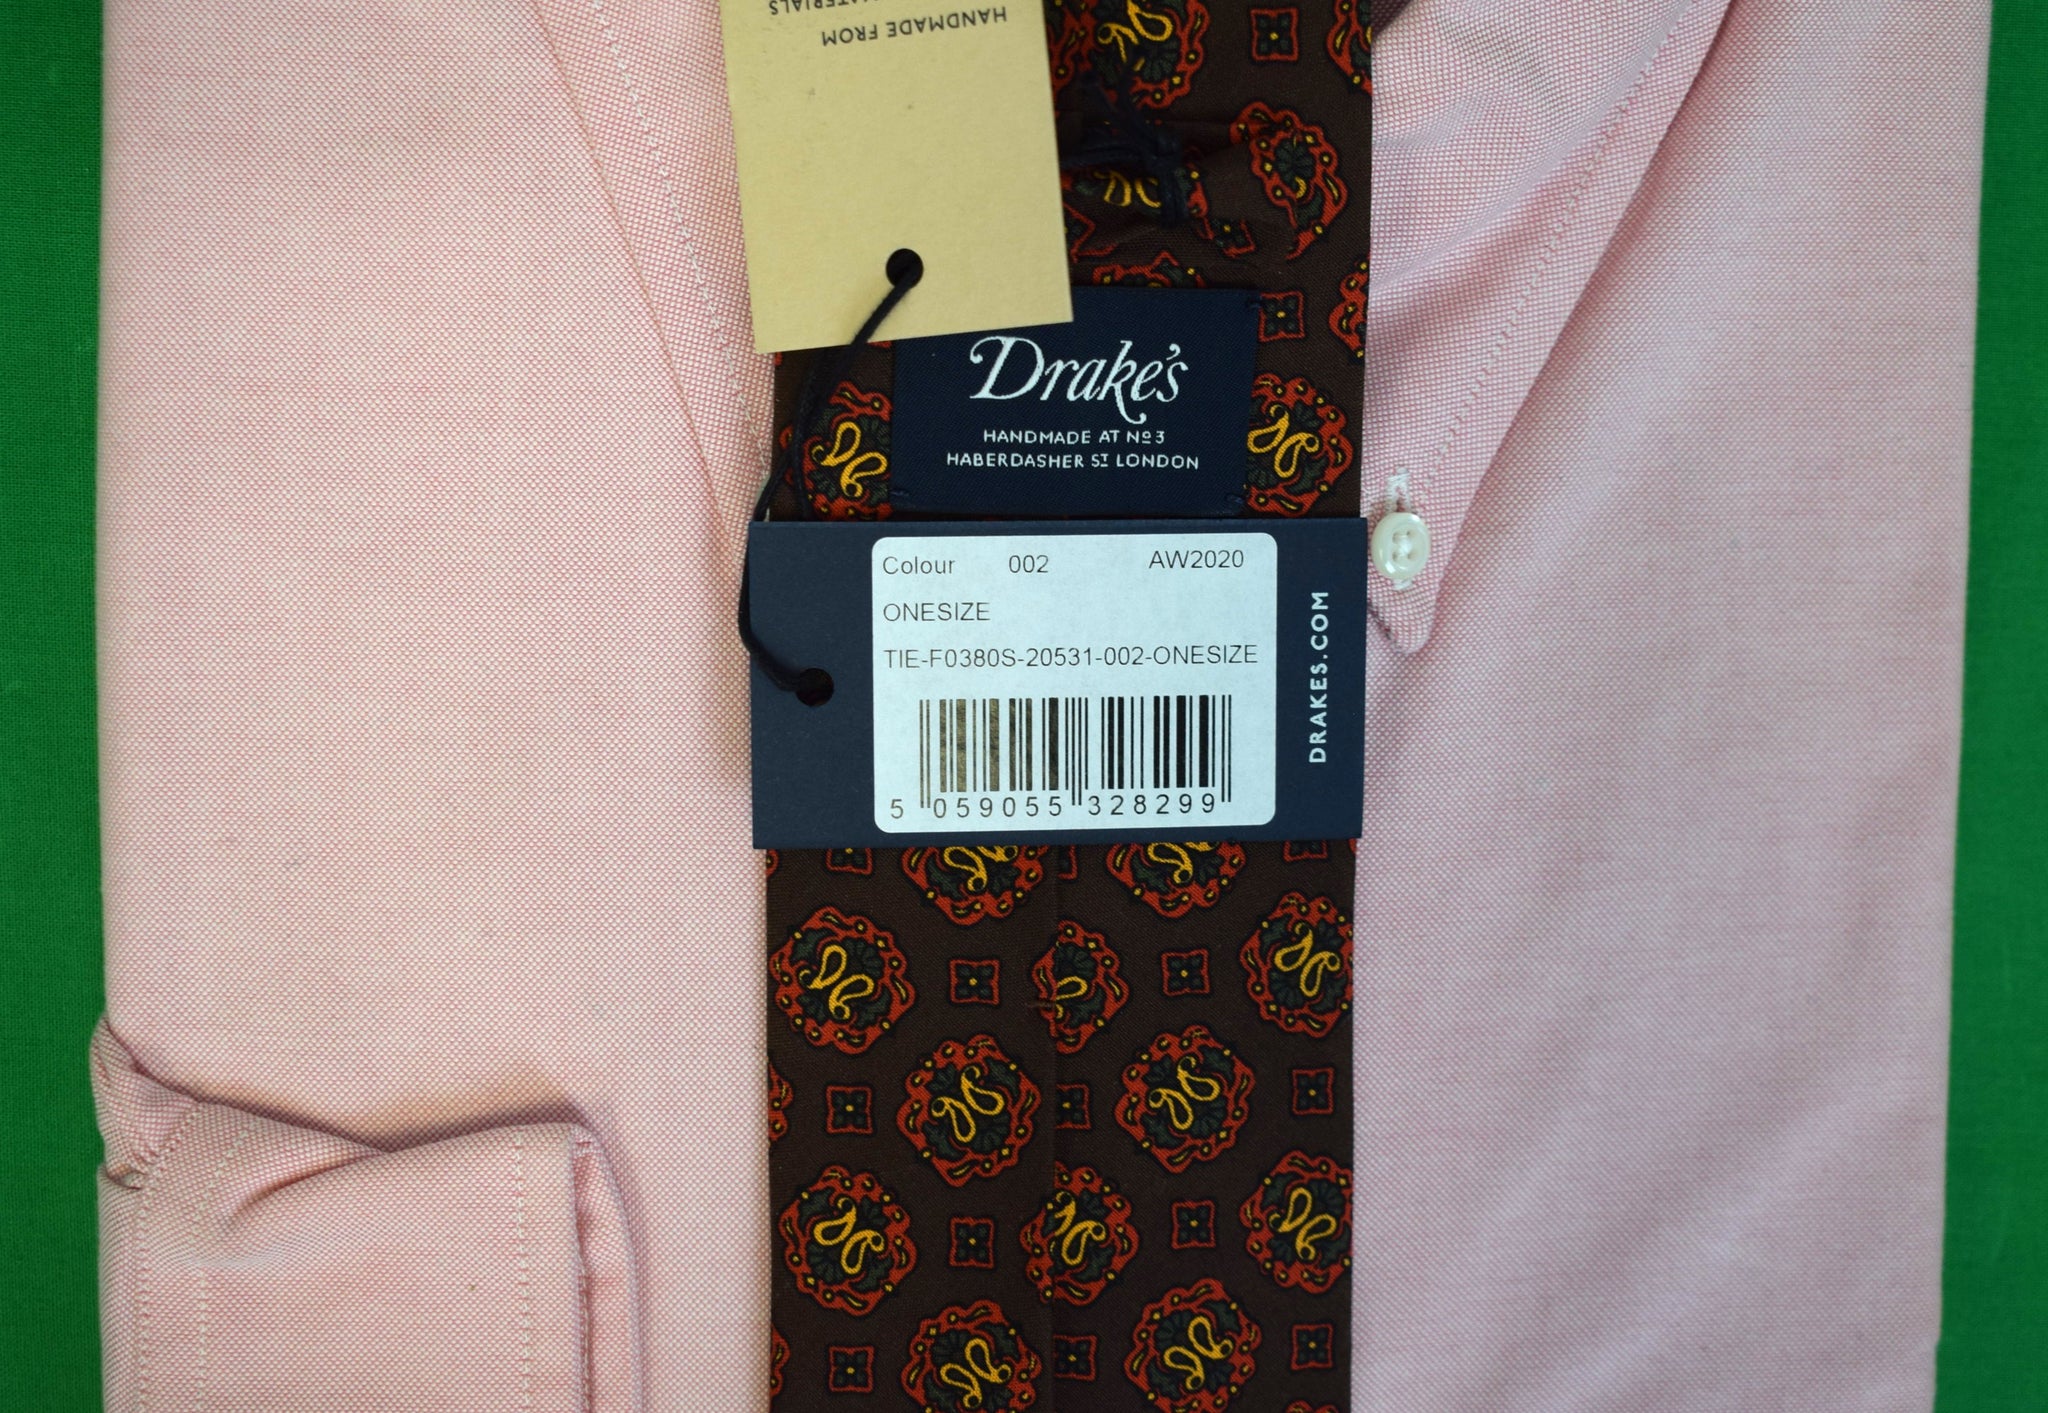 HANDMADE FROM
MATERIALS
Drake's
HANDMADE AT Nº3
HABERDASHER ST LONDON
Colour 002 AW2020
ONESIZE
TIE-F0380S-20531-002-ONESIZE
5 059055 328299
DRAKES.COM